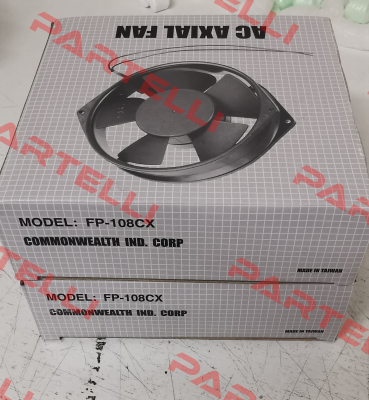 AC AXIAL FAN
MODEL: FP-108CX
COMMONWEALTH IND. CORP
MADE IN TAIWAN
MODEL: FP-108CX
COMMONWEALTH IND. CORP
MADE IN TAIWAN
PARTELLI
PARTELLI
PARTELLI
PARTELLI